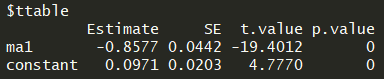 $ttable
         Estimate     SE  t.value p.value
ma1       -0.8577 0.0442 -19.4012       0
constant   0.0971 0.0203   4.7770       0